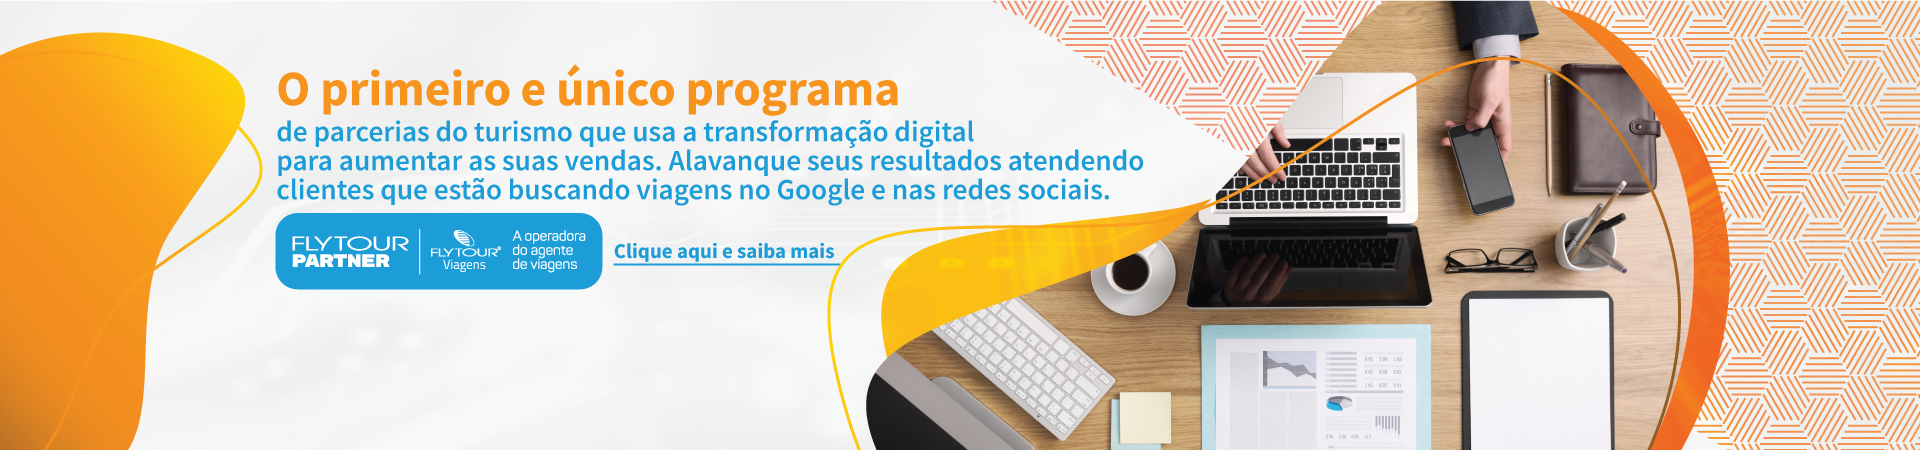 O primeiro e único programa
de parcerias do turismo que usa a transformação digital
para aumentar as suas vendas. Alavanque seus resultados atendendo
clientes que estão buscando viagens no Google e nas redes sociais.
FLYTOUR
PARTNER
FLYTOUR®
Viagens
A operadora
do agente
de viagens
Clique aqui e saiba mais